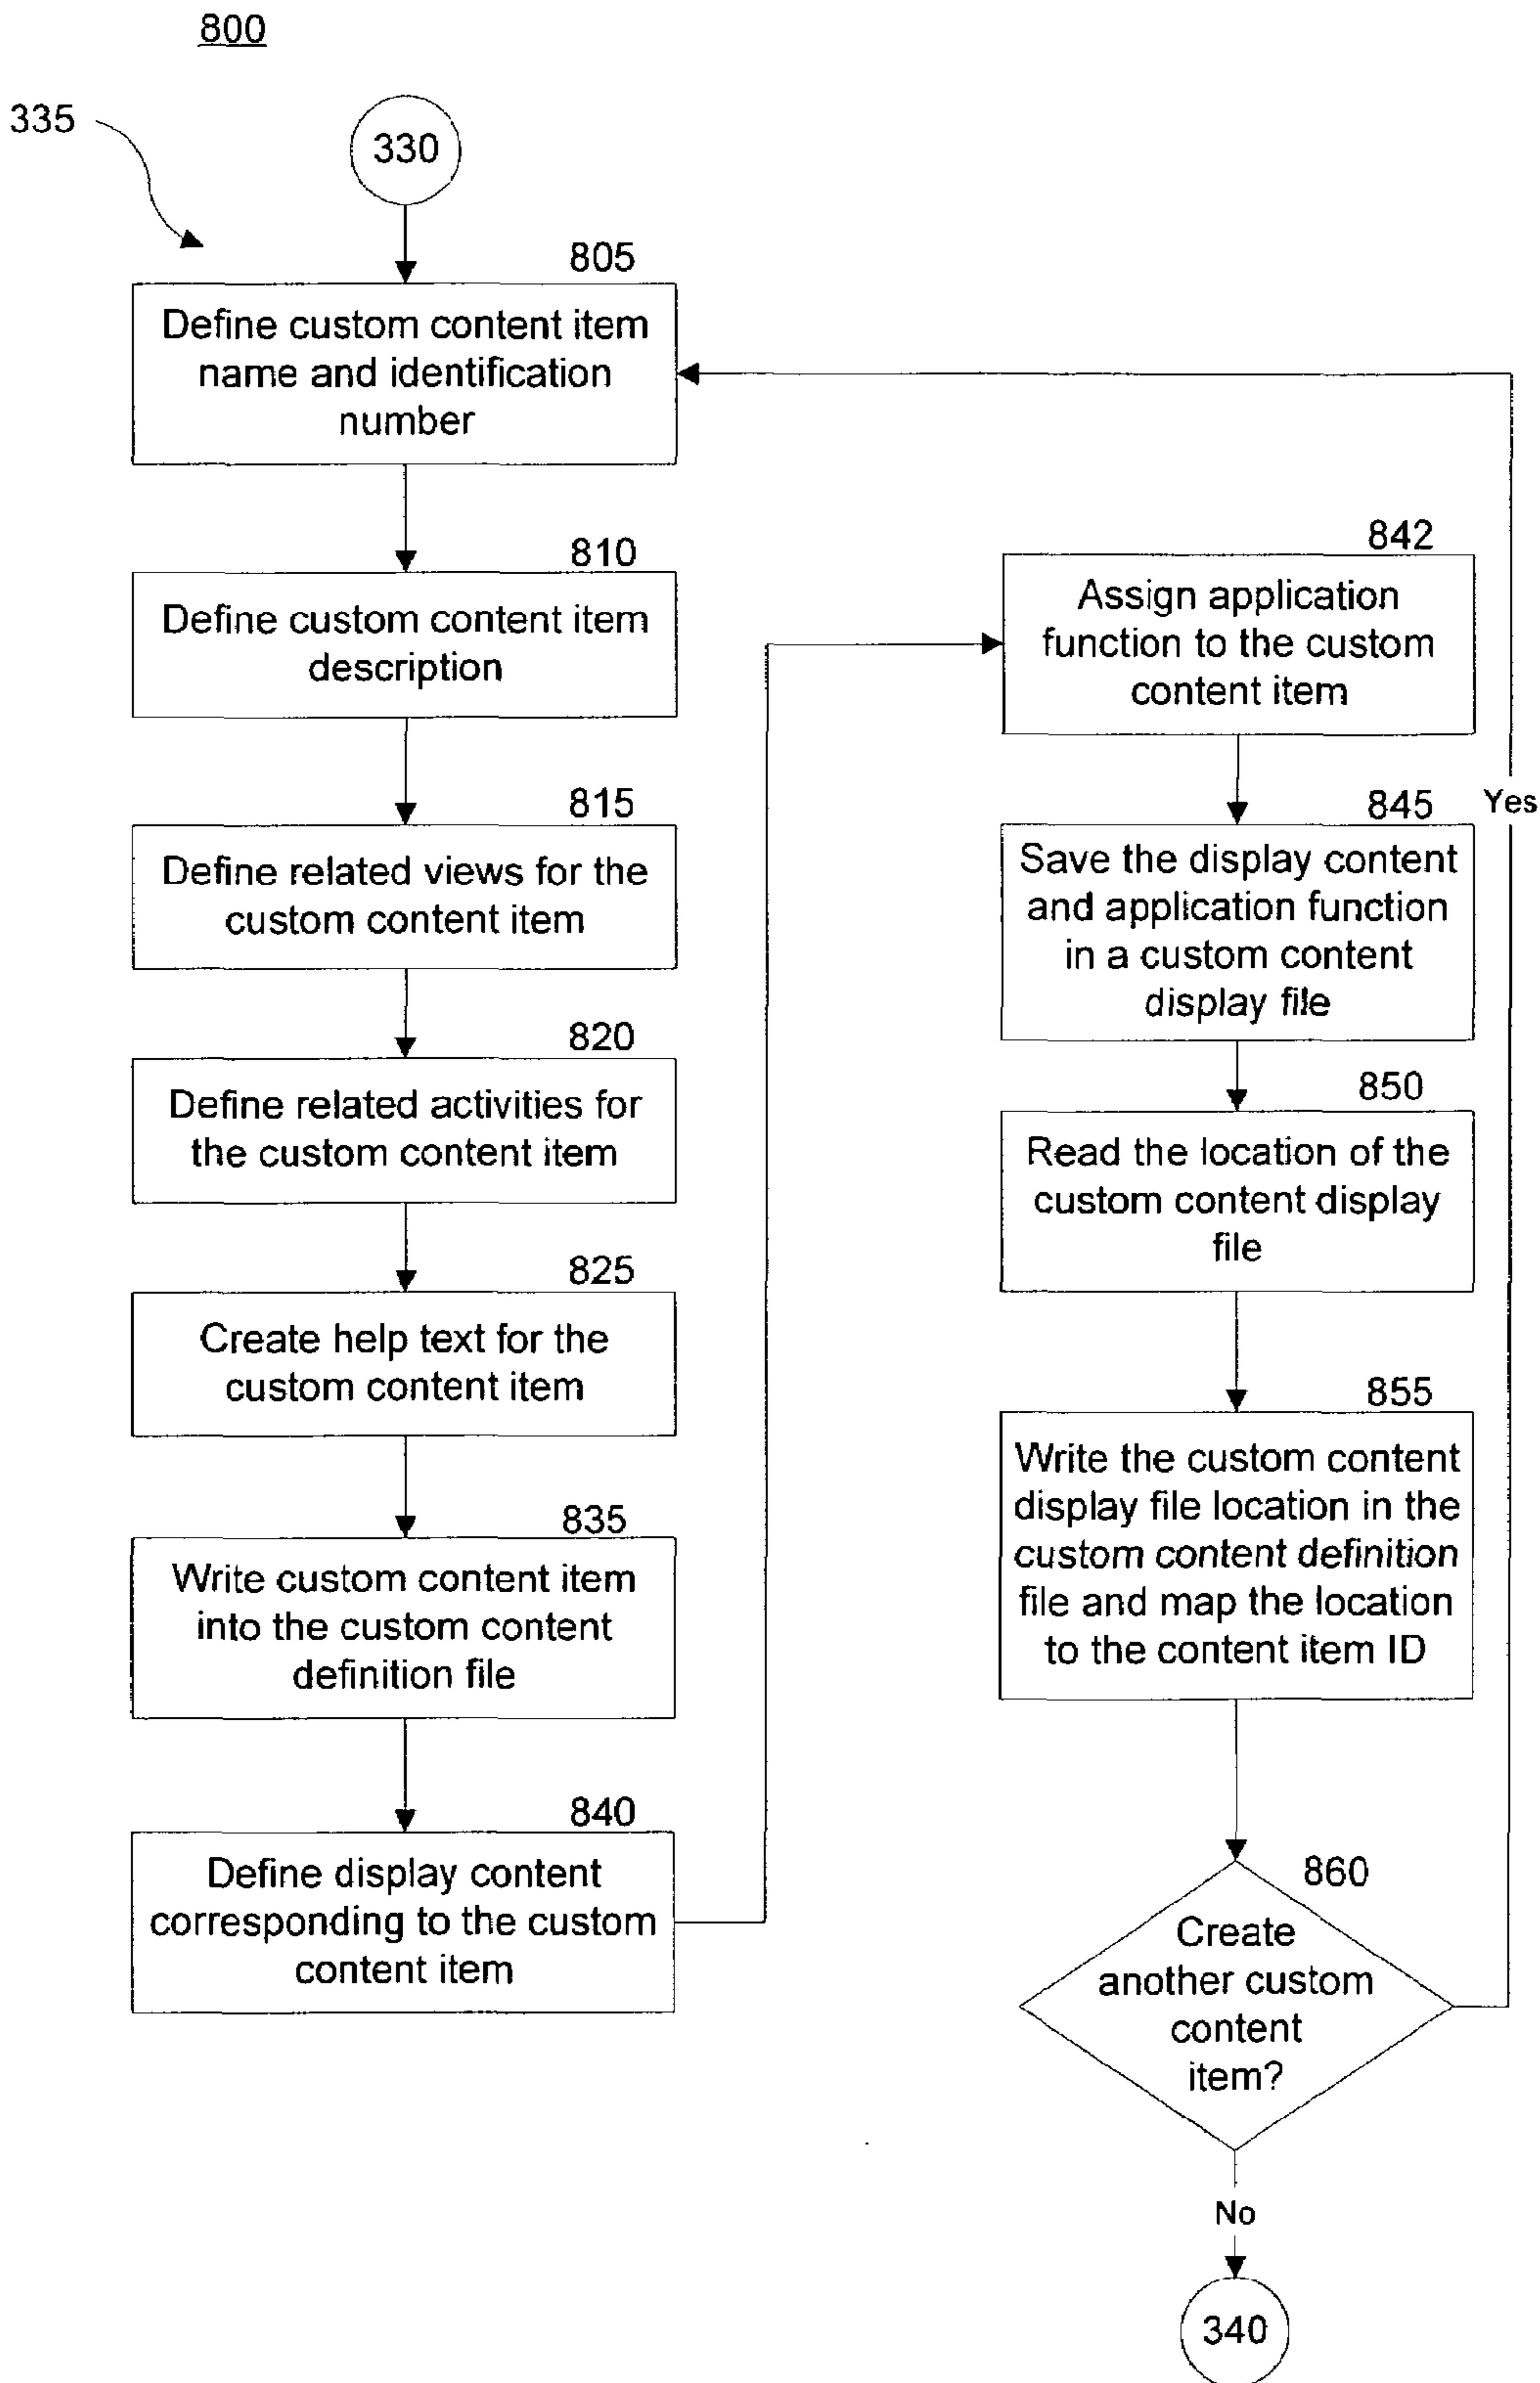 800
335
330
805
Define custom content item
name and identification
number
810
Define custom content item
description
815
Define related views for the
custom content item
820
Define related activities for
the custom content item
825
Create help text for the
custom content item
835
Write custom content item
into the custom content
definition file
840
Define display content
corresponding to the custom
content item
842
Assign application
function to the custom
content item
845
Save the display content
and application function
in a custom content
display file
850
Read the location of the
custom content display
file
855
Write the custom content
display file location in the
custom content definition
file and map the location
to the content item ID
860
Create
another custom
content
item?
Yes
No
340